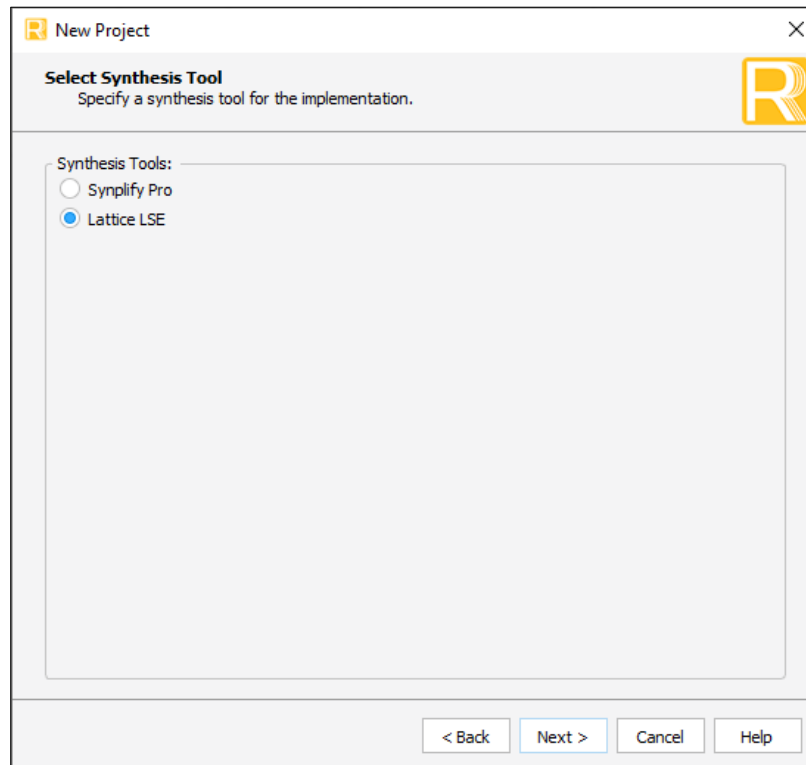 New Project
Select Synthesis Tool
Specify a synthesis tool for the implementation.
Synthesis Tools:
Synplify Pro
Lattice LSE
< Back Next > Cancel Help